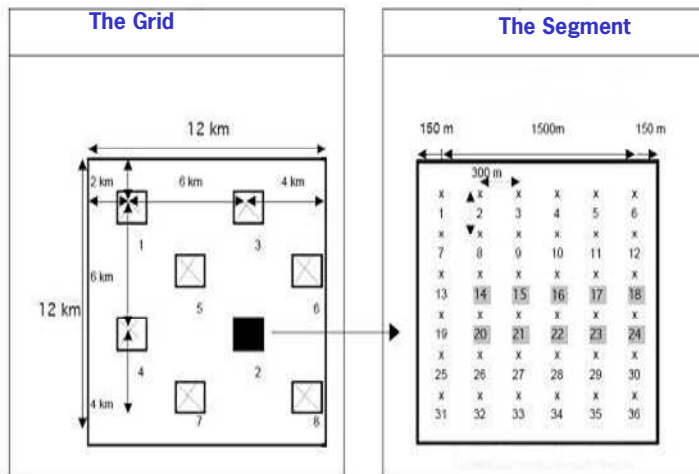 The Grid
The Segment
12 km
2 km
6 km
4 km
1
3
6 km
5
6
12 km
4
2
4 km
7
8
150 m
1500m
150 m
300 m
x x x x x x
1 2 3 4 5 6
x x x x x x
7 8 9 10 11 12
x x x x x x
13 14 15 16 17 18
x x x x x x
19 20 21 22 23 24
x x x x x x
25 26 27 28 29 30
x x x x x x
31 32 33 34 35 36